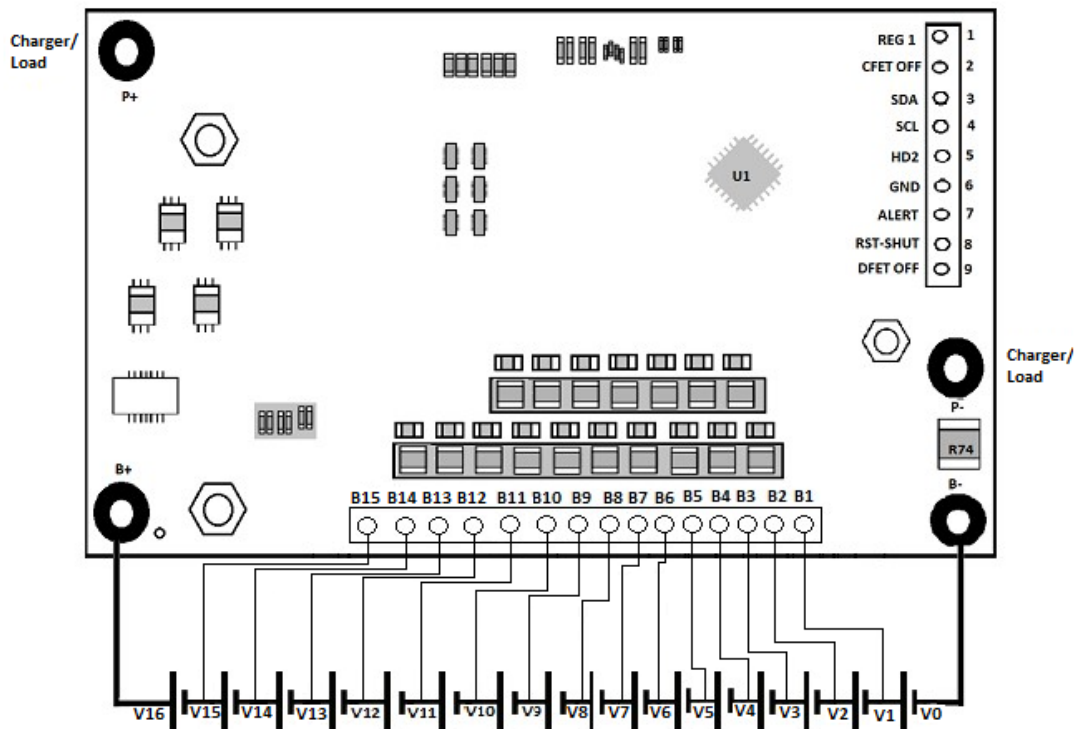 Charger/
Load
P+
REG 1 1
CFET OFF 2
SDA 3
SCL 4
HD2 5
GND 6
ALERT 7
RST-SHUT 8
DFET OFF 9
U1
Charger/
Load
P-
R74
B-
B+
B15 B14 B13 B12 B11 B10 B9 B8 B7 B6 B5 B4 B3 B2 B1
V16 V15 V14 V13 V12 V11 V10 V9 V8 V7 V6 V5 V4 V3 V2 V1 V0